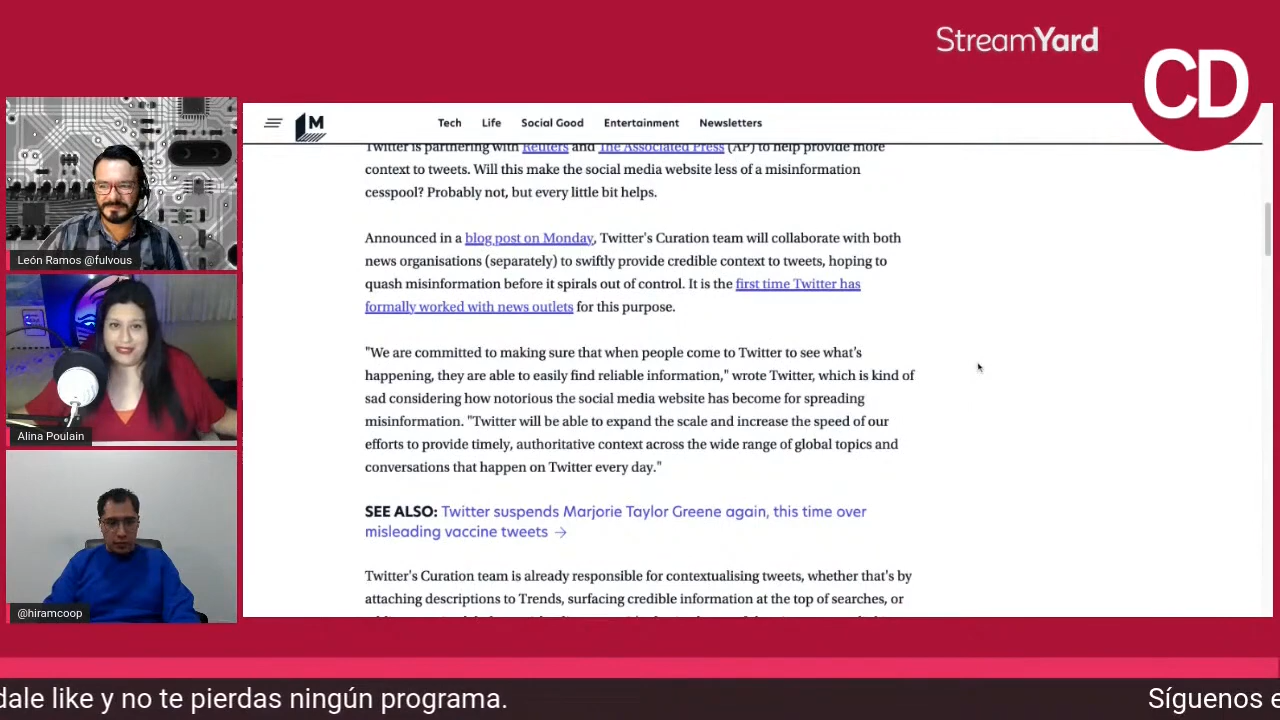 StreamYard
CD
M
Tech Life Social Good Entertainment Newsletters
Twitter is partnering with Reuters and The Associated Press (AP) to help provide more
context to tweets. Will this make the social media website less of a misinformation
cesspool? Probably not, but every little bit helps.
Announced in a blog post on Monday, Twitter's Curation team will collaborate with both
news organisations (separately) to swiftly provide credible context to tweets, hoping to
quash misinformation before it spirals out of control. It is the first time Twitter has
formally worked with news outlets for this purpose.
"We are committed to making sure that when people come to Twitter to see what's
happening, they are able to easily find reliable information," wrote Twitter, which is kind of
sad considering how notorious the social media website has become for spreading
misinformation. "Twitter will be able to expand the scale and increase the speed of our
efforts to provide timely, authoritative context across the wide range of global topics and
conversations that happen on Twitter every day."
SEE ALSO: Twitter suspends Marjorie Taylor Greene again, this time over
misleading vaccine tweets →
Twitter's Curation team is already responsible for contextualising tweets, whether that's by
attaching descriptions to Trends, surfacing credible information at the top of searches, or
León Ramos @fulvous
Alina Poulain
@hiramcoop
dale like y no te pierdas ningún programa. Síguenos e